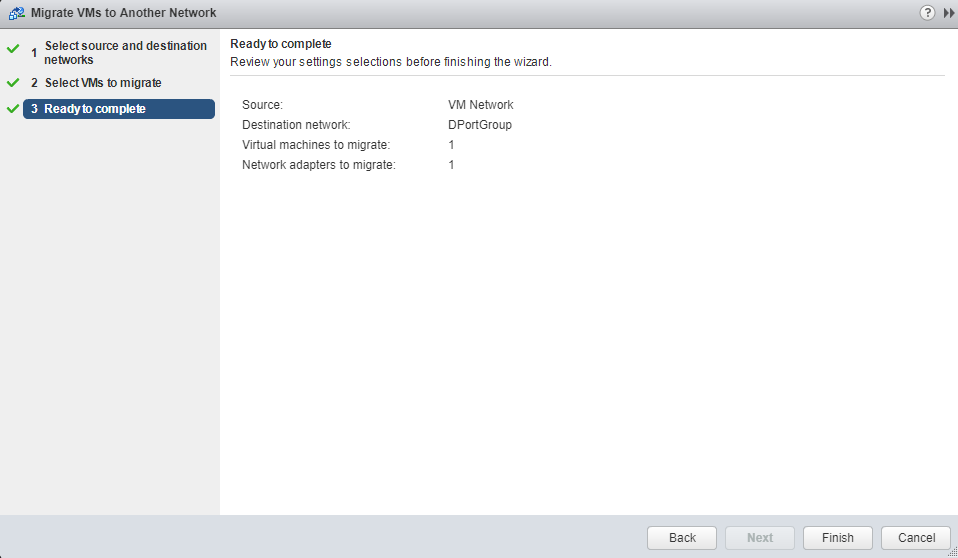 Migrate VMs to Another Network
?
1 Select source and destination
networks
2 Select VMs to migrate
3 Ready to complete
Ready to complete
Review your settings selections before finishing the wizard.
Source: VM Network
Destination network: DPortGroup
Virtual machines to migrate: 1
Network adapters to migrate: 1
Back Next Finish Cancel